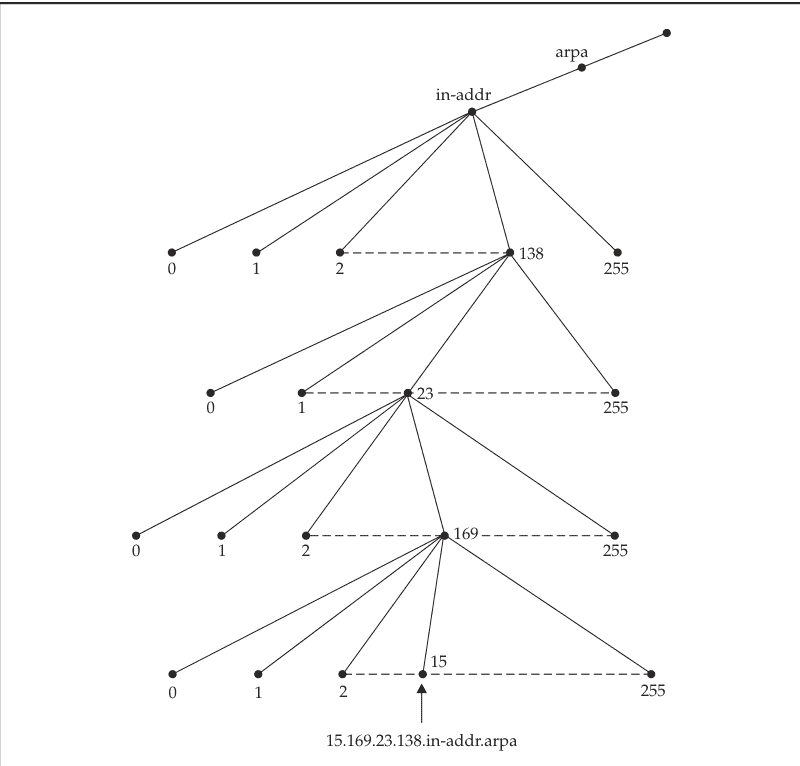 arpa
in-addr
0 1 2 138 255
0 1 23 255
0 1 2 169 255
0 1 2 15 255
15.169.23.138.in-addr.arpa